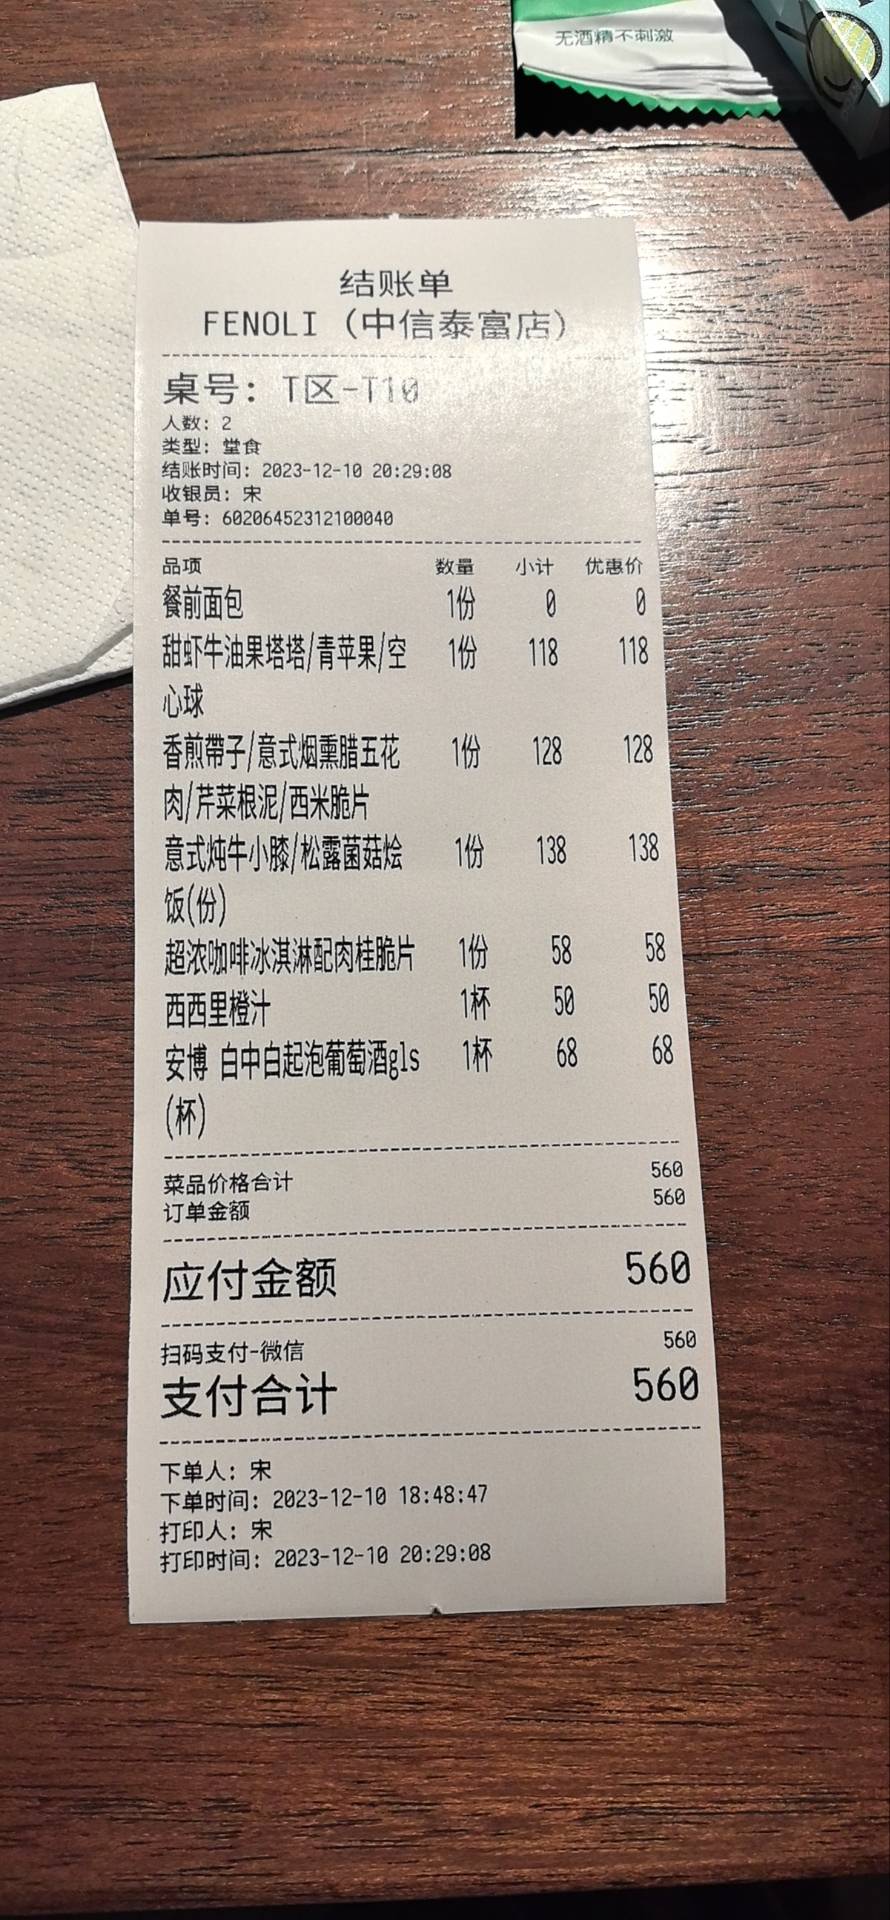 无酒精不刺激
结账单
FENOLI (中信泰富店)
桌号: T区-T10
人数: 2
类型: 堂食
结账时间: 2023-12-10 20:29:08
收银员: 宋
单号: 60206452312100040
品项 数量 小计 优惠价
餐前面包 1份 0 0
甜虾牛油果塔塔/青苹果/空 1份 118 118
心球
香煎带子/意式烟熏腊五花 1份 128 128
肉/芹菜根泥/西米脆片
意式炖牛小膝/松露菌菇烩 1份 138 138
饭(份)
超浓咖啡冰淇淋配肉桂脆片 1份 58 58
西西里橙汁 1杯 50 50
安博 白中白起泡葡萄酒gls 1杯 68 68
(杯)
菜品价格合计 560
订单金额 560
应付金额 560
扫码支付-微信 560
支付合计 560
下单人: 宋
下单时间: 2023-12-10 18:48:47
打印人: 宋
打印时间: 2023-12-10 20:29:08